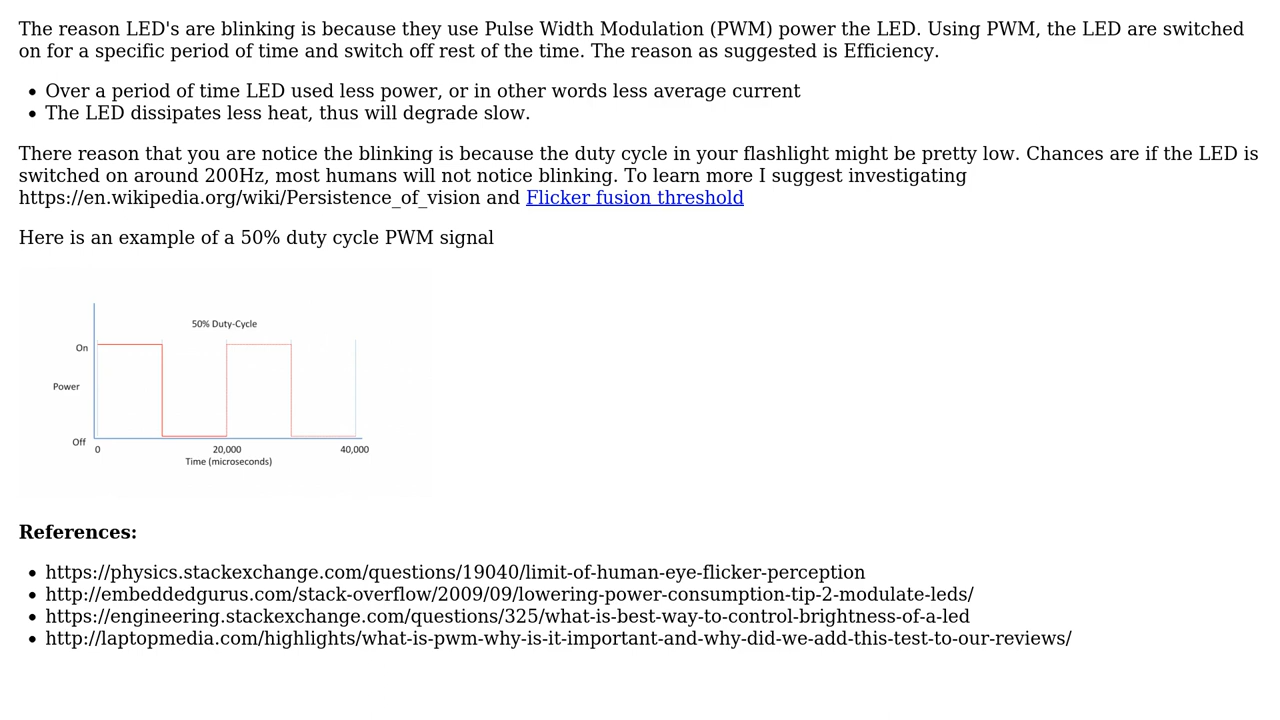 The reason LED's are blinking is because they use Pulse Width Modulation (PWM) power the LED. Using PWM, the LED are switched
on for a specific period of time and switch off rest of the time. The reason as suggested is Efficiency.
• Over a period of time LED used less power, or in other words less average current
• The LED dissipates less heat, thus will degrade slow.
There reason that you are notice the blinking is because the duty cycle in your flashlight might be pretty low. Chances are if the LED is
switched on around 200Hz, most humans will not notice blinking. To learn more I suggest investigating
https://en.wikipedia.org/wiki/Persistence_of_vision and Flicker fusion threshold
Here is an example of a 50% duty cycle PWM signal
50% Duty-Cycle
On
Power
Off
0 20,000 40,000
Time (microseconds)
References:
• https://physics.stackexchange.com/questions/19040/limit-of-human-eye-flicker-perception
• http://embeddedgurus.com/stack-overflow/2009/09/lowering-power-consumption-tip-2-modulate-leds/
• https://engineering.stackexchange.com/questions/325/what-is-best-way-to-control-brightness-of-a-led
• http://laptopmedia.com/highlights/what-is-pwm-why-is-it-important-and-why-did-we-add-this-test-to-our-reviews/